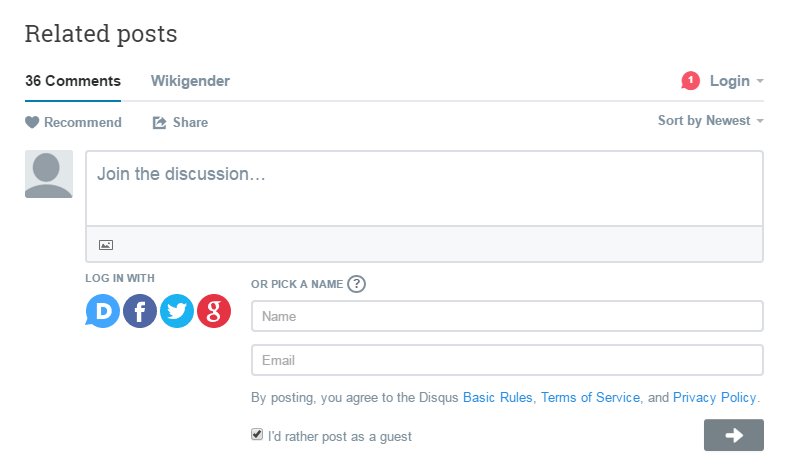 Related posts
36 Comments Wikigender 1 Login
Recommend Share Sort by Newest
Join the discussion…
LOG IN WITH
D f g
OR PICK A NAME ?
Name
Email
By posting, you agree to the Disqus Basic Rules, Terms of Service, and Privacy Policy.
I'd rather post as a guest